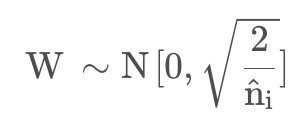 W ~ N[0, √(2/n̂ᵢ)]